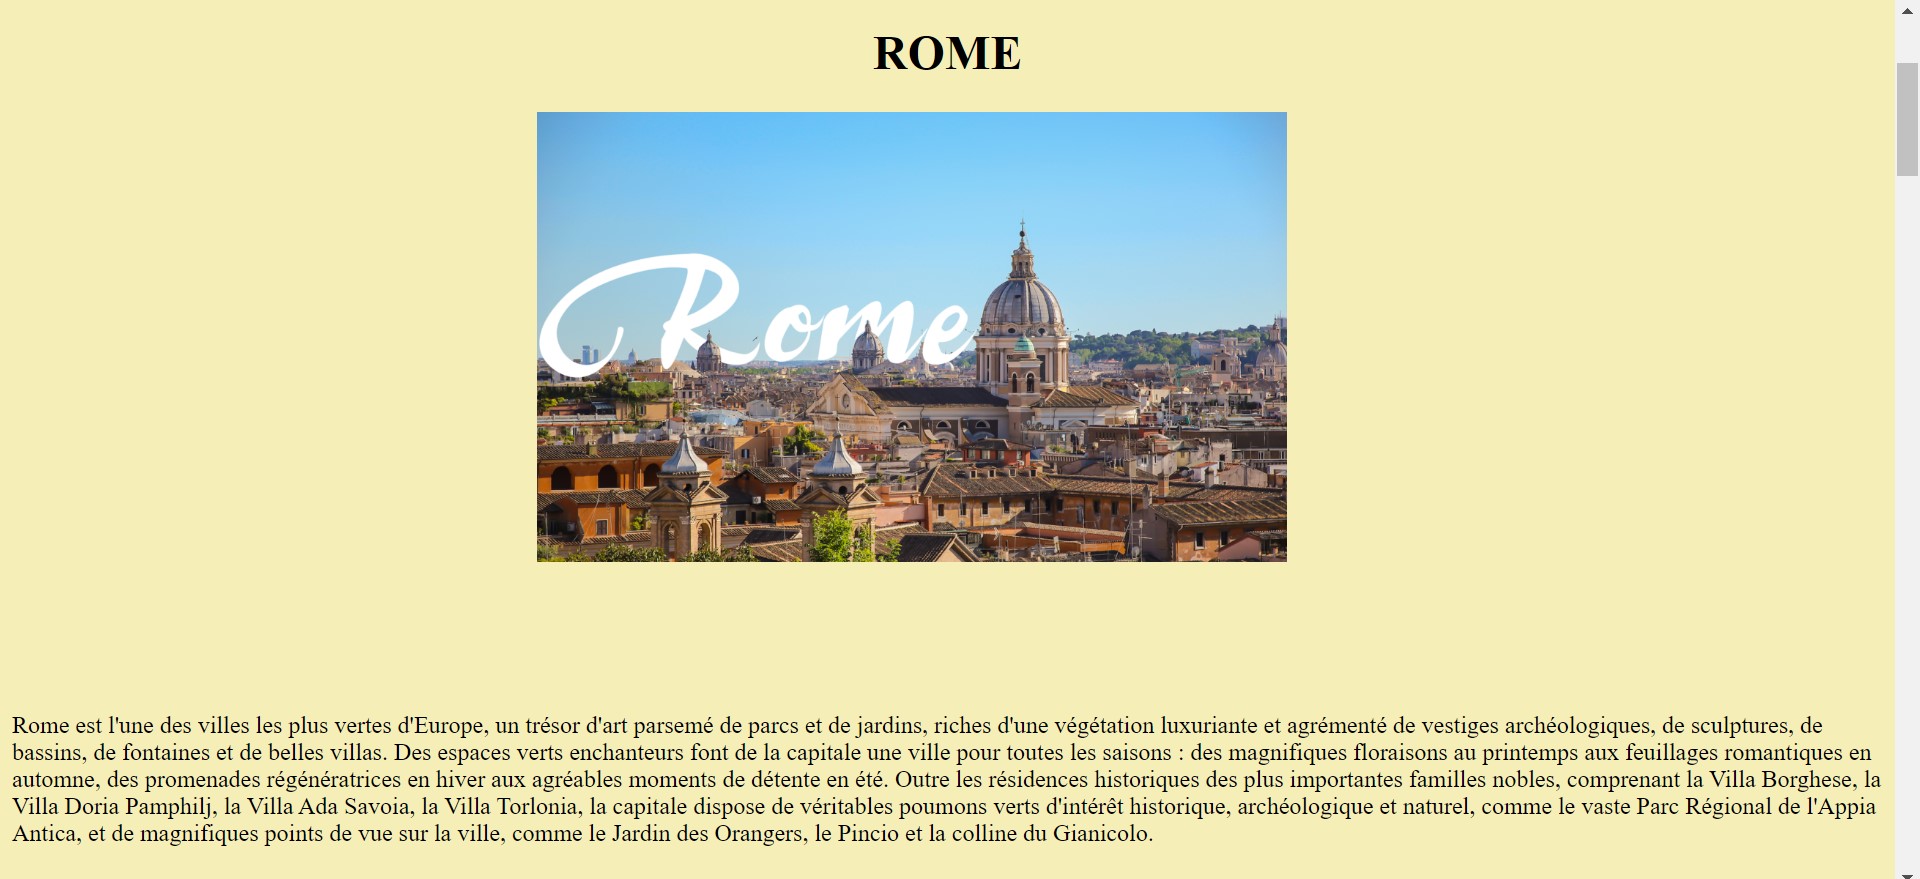 ROME
Rome
Rome est l'une des villes les plus vertes d'Europe, un trésor d'art parsemé de parcs et de jardins, riches d'une végétation luxuriante et agrémenté de vestiges archéologiques, de sculptures, de
bassins, de fontaines et de belles villas. Des espaces verts enchanteurs font de la capitale une ville pour toutes les saisons : des magnifiques floraisons au printemps aux feuillages romantiques en
automne, des promenades régénératrices en hiver aux agréables moments de détente en été. Outre les résidences historiques des plus importantes familles nobles, comprenant la Villa Borghese, la
Villa Doria Pamphilj, la Villa Ada Savoia, la Villa Torlonia, la capitale dispose de véritables poumons verts d'intérêt historique, archéologique et naturel, comme le vaste Parc Régional de l'Appia
Antica, et de magnifiques points de vue sur la ville, comme le Jardin des Orangers, le Pincio et la colline du Gianicolo.